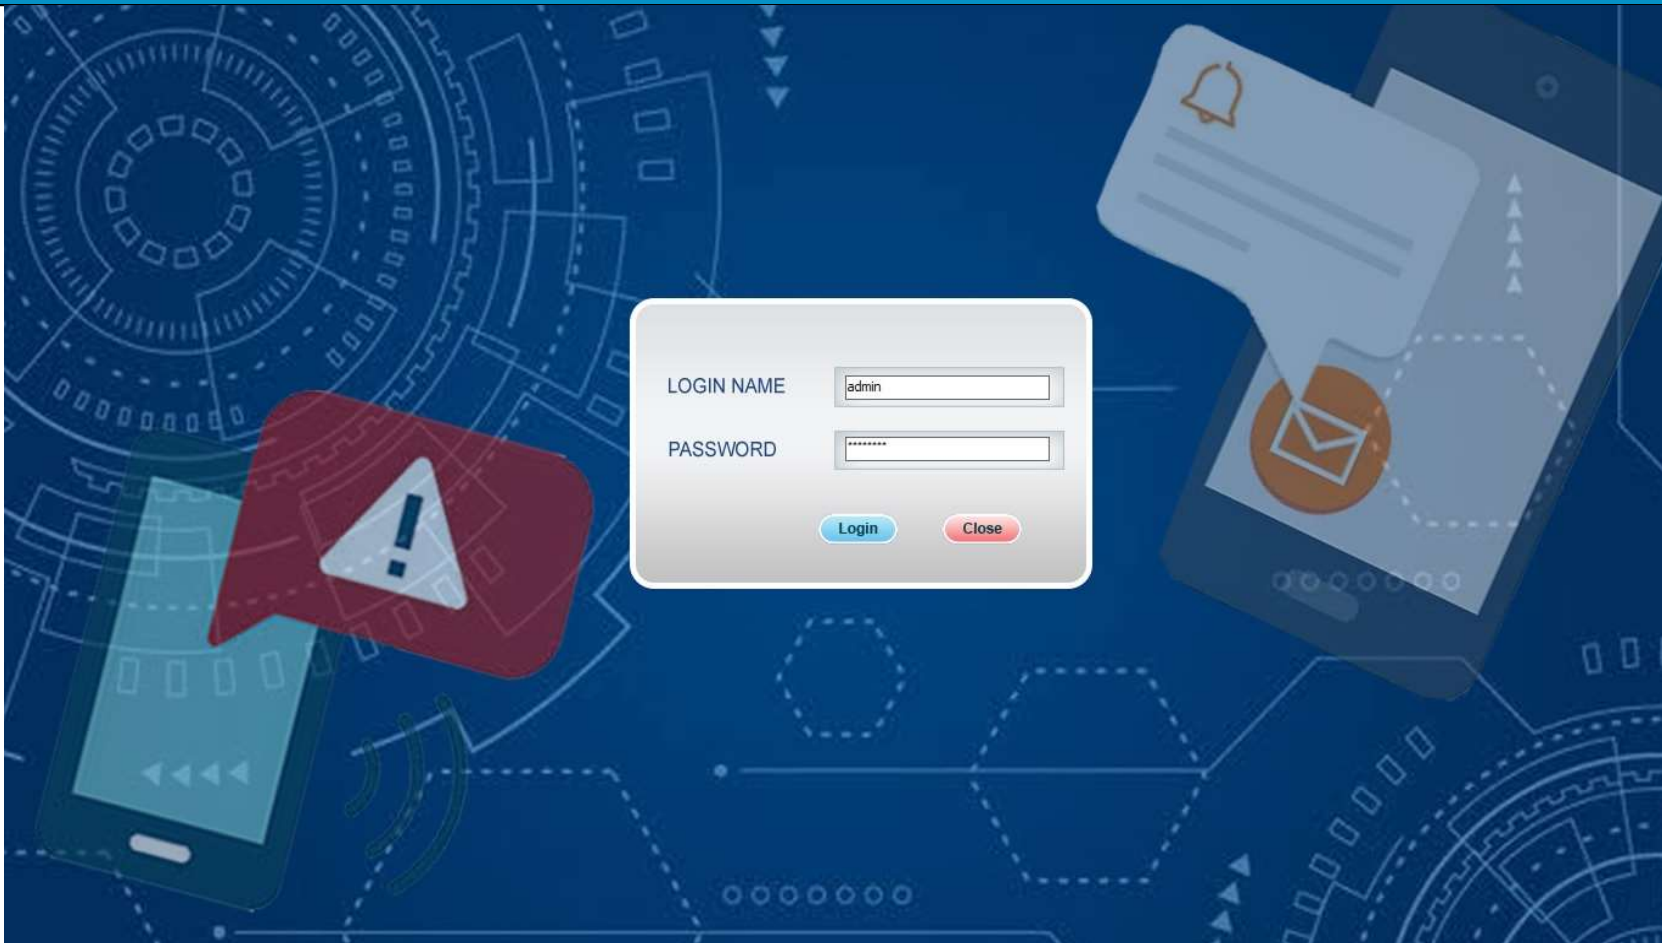 LOGIN NAME
admin
PASSWORD
********
Login
Close